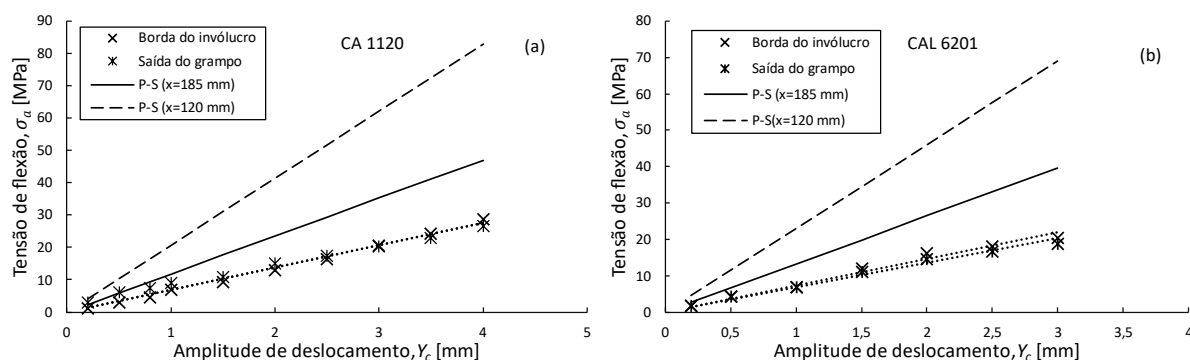 Tensão de flexão, σa [MPa]
90
80
70
60
50
40
30
20
10
0
Borda do invólucro
Saída do grampo
P-S (x=185 mm)
P-S (x=120 mm)
CA 1120
(a)
0 1 2 3 4 5
Amplitude de deslocamento, Yc [mm]
Tensão de flexão, σa [MPa]
80
70
60
50
40
30
20
10
0
CAL 6201
Borda do invólucro
Saída do grampo
P-S (x=185 mm)
P-S(x=120 mm)
(b)
0 0,5 1 1,5 2 2,5 3 3,5 4
Amplitude de deslocamento, Yc [mm]